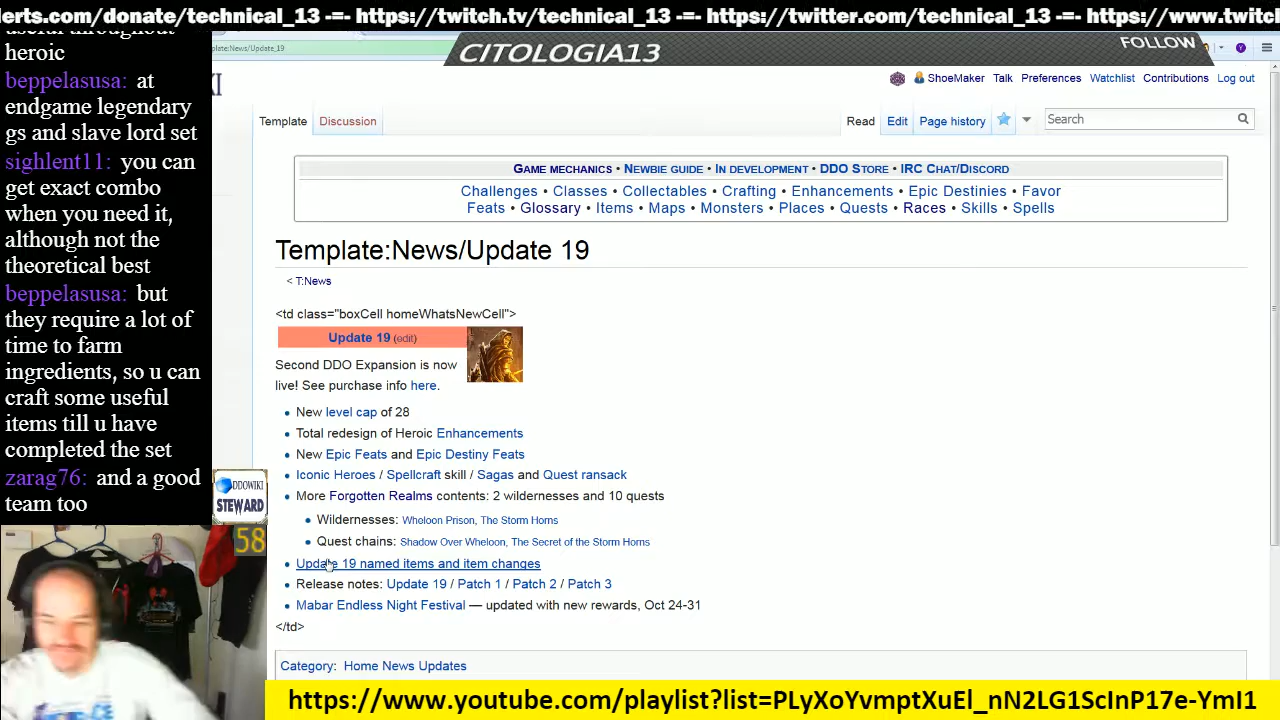 erts.com/donate/technical_13 -=- https://twitch.tv/technical_13 -=- https://twitter.com/technical_13 -=- https://www.twitch
useful throughout
heroic
beppelasusa: at
endgame legendary
gs and slave lord set
sighlent11: you can
get exact combo
when you need it,
although not the
theoretical best
beppelasusa: but
they require a lot of
time to farm
ingredients, so u can
craft some useful
items till u have
completed the set
zarag76: and a good
team too
DDOWIKI
STEWARD
58
plate:News/Update_19
CITOLOGIA13
FOLLOW
ShoeMaker Talk Preferences Watchlist Contributions Log out
Template Discussion Read Edit Page history Search
Game mechanics • Newbie guide • In development • DDO Store • IRC Chat/Discord
Challenges • Classes • Collectables • Crafting • Enhancements • Epic Destinies • Favor
Feats • Glossary • Items • Maps • Monsters • Places • Quests • Races • Skills • Spells
Template:News/Update 19
< T:News
<td class="boxCell homeWhatsNewCell">
Update 19 (edit)
Second DDO Expansion is now
live! See purchase info here.
New level cap of 28
Total redesign of Heroic Enhancements
New Epic Feats and Epic Destiny Feats
Iconic Heroes / Spellcraft skill / Sagas and Quest ransack
More Forgotten Realms contents: 2 wildernesses and 10 quests
Wildernesses: Wheloon Prison, The Storm Horns
Quest chains: Shadow Over Wheloon, The Secret of the Storm Horns
Update 19 named items and item changes
Release notes: Update 19 / Patch 1 / Patch 2 / Patch 3
Mabar Endless Night Festival — updated with new rewards, Oct 24-31
</td>
Category: Home News Updates
https://www.youtube.com/playlist?list=PLyXoYvmptXuEl_nN2LG1ScInP17e-YmI1